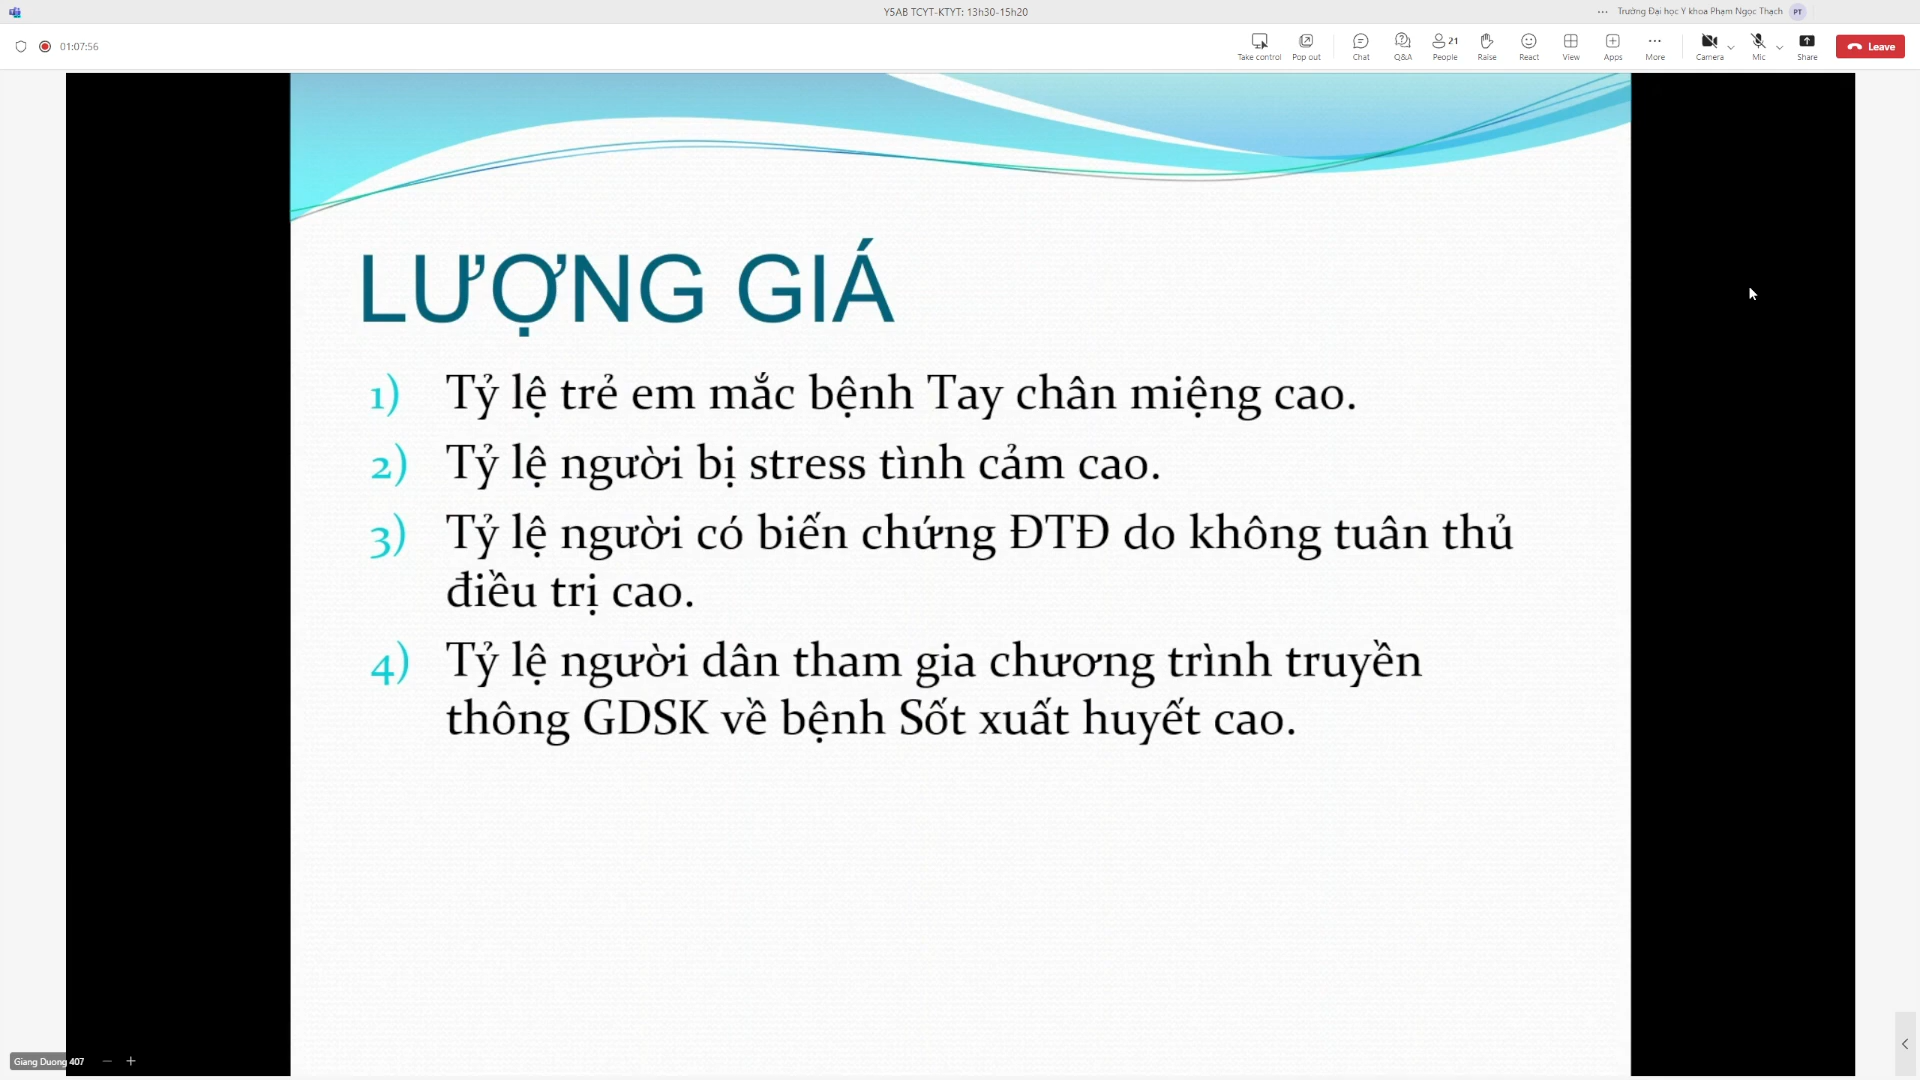 Y5AB TCYT-KTYT: 13h30-15h20
Trường Đại học Y khoa Phạm Ngọc Thạch PT
01:07:56
Take control Pop out Chat Q&A 21 People Raise React View Apps More Camera Mic Share Leave
LƯỢNG GIÁ
1) Tỷ lệ trẻ em mắc bệnh Tay chân miệng cao.
2) Tỷ lệ người bị stress tình cảm cao.
3) Tỷ lệ người có biến chứng ĐTĐ do không tuân thủ
điều trị cao.
4) Tỷ lệ người dân tham gia chương trình truyền
thông GDSK về bệnh Sốt xuất huyết cao.
Giang Duong 407